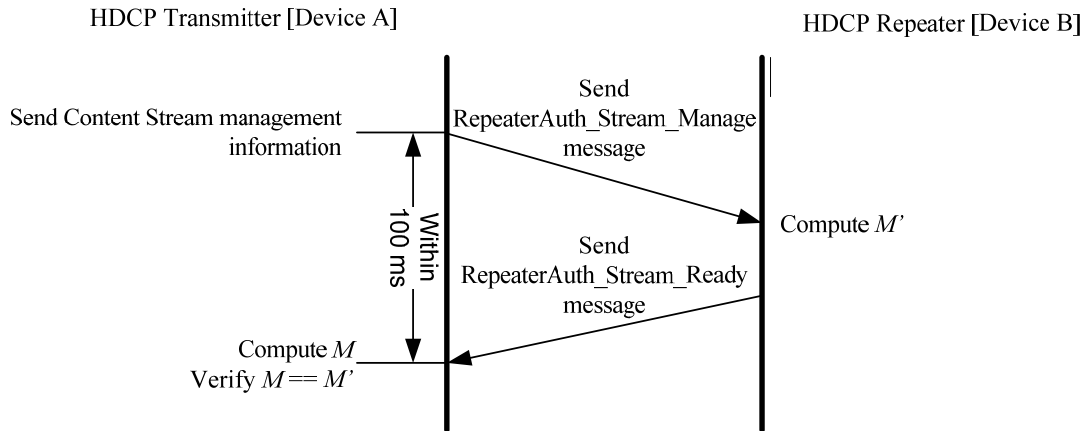 HDCP Transmitter [Device A]
HDCP Repeater [Device B]
Send Content Stream management
information
Send
RepeaterAuth_Stream_Manage
message
Within
100 ms
Compute M’
Send
RepeaterAuth_Stream_Ready
message
Compute M
Verify M == M’